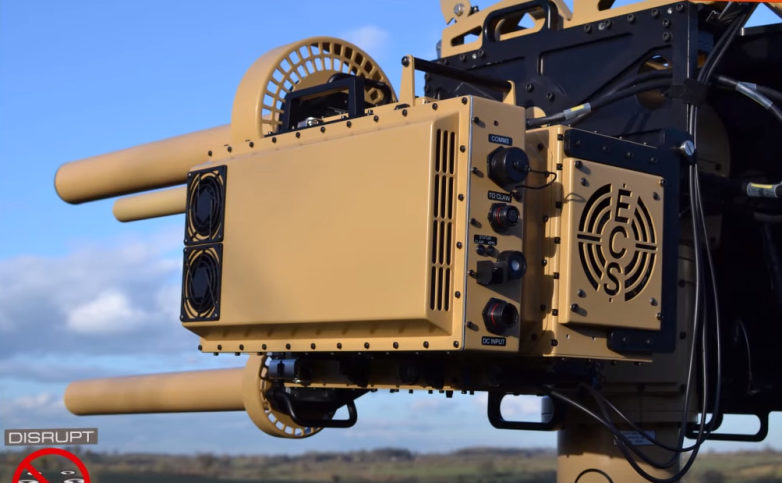 COMMS
TO CLAW
ECS
DC INPUT
DISRUPT